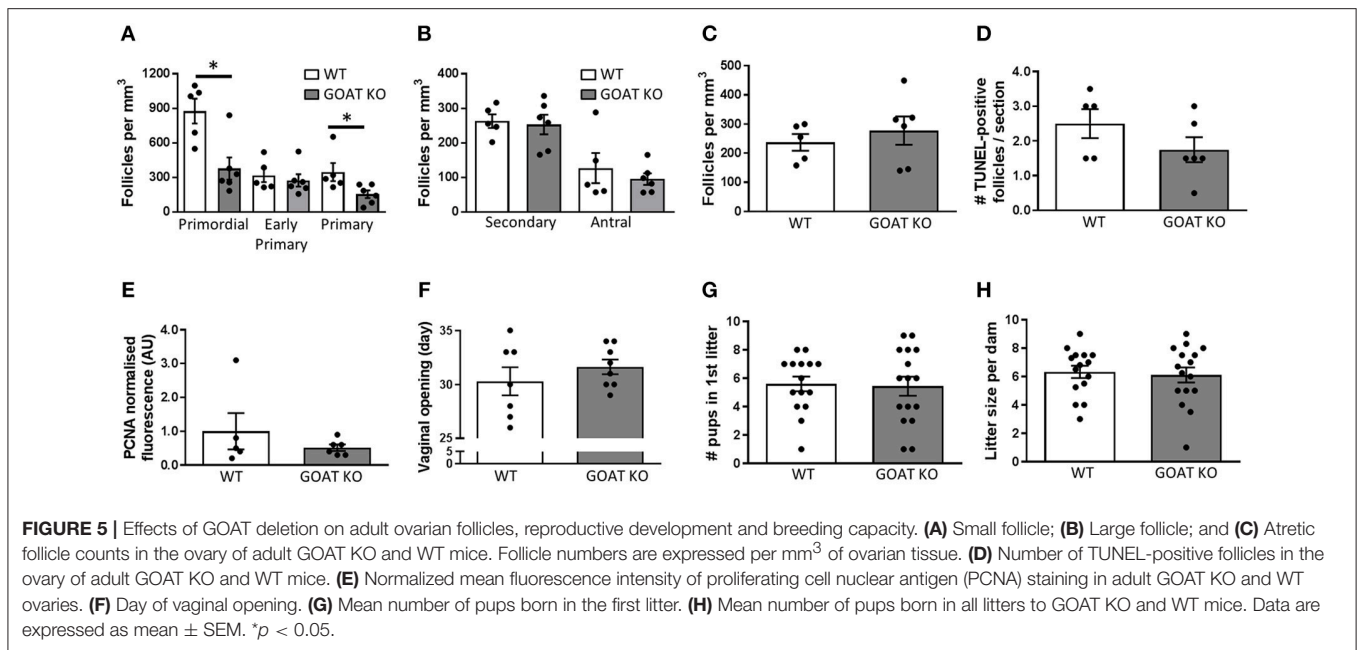 A
Follicles per mm³
1200
900
600
300
0
*
*
WT
GOAT KO
Primordial
Early
Primary
Primary
B
Follicles per mm³
400
300
200
100
0
WT
GOAT KO
Secondary
Antral
C
Follicles per mm³
500
400
300
200
100
0
WT
GOAT KO
D
# TUNEL-positive
follicles / section
4.0
3.0
2.0
1.0
0.0
WT
GOAT KO
E
PCNA normalised
fluorescence (AU)
4.0
3.0
2.0
1.0
0.0
WT
GOAT KO
F
Vaginal opening (day)
35
30
25
5
0
WT
GOAT KO
G
# pups in 1st litter
10
8
6
4
2
0
WT
GOAT KO
H
Litter size per dam
10
8
6
4
2
0
WT
GOAT KO
FIGURE 5 | Effects of GOAT deletion on adult ovarian follicles, reproductive development and breeding capacity. (A) Small follicle; (B) Large follicle; and (C) Atretic
follicle counts in the ovary of adult GOAT KO and WT mice. Follicle numbers are expressed per mm³ of ovarian tissue. (D) Number of TUNEL-positive follicles in the
ovary of adult GOAT KO and WT mice. (E) Normalized mean fluorescence intensity of proliferating cell nuclear antigen (PCNA) staining in adult GOAT KO and WT
ovaries. (F) Day of vaginal opening. (G) Mean number of pups born in the first litter. (H) Mean number of pups born in all litters to GOAT KO and WT mice. Data are
expressed as mean ± SEM. *p < 0.05.